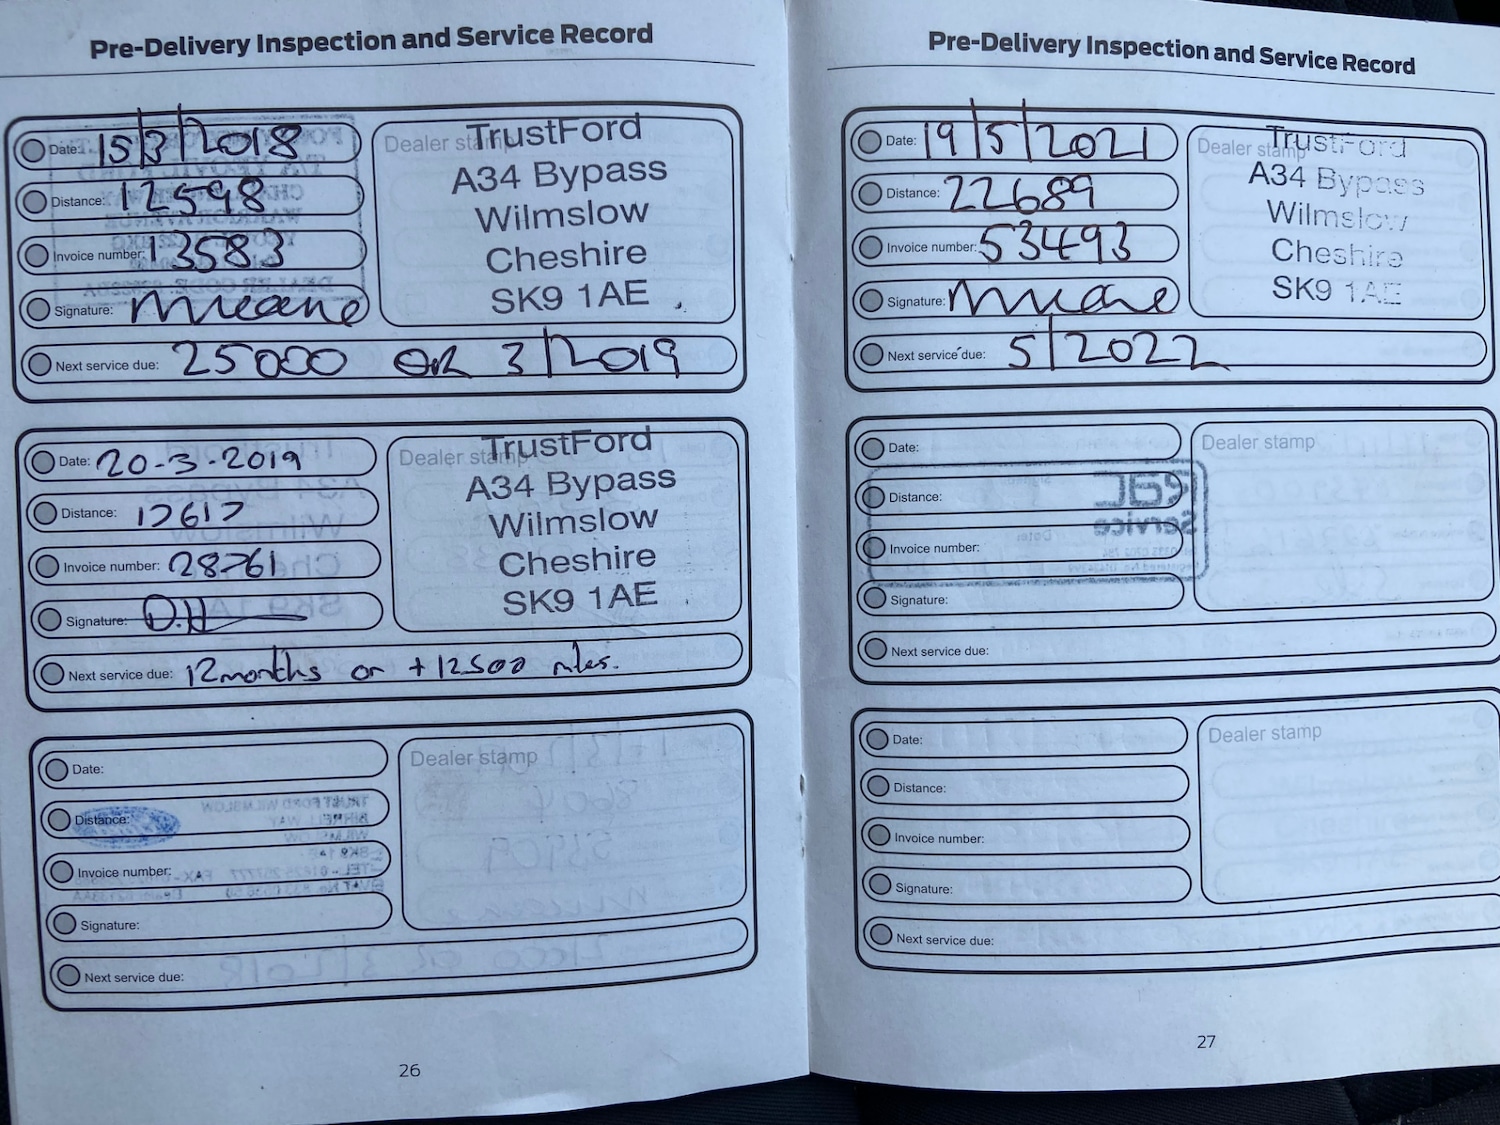 Pre-Delivery Inspection and Service Record
Date: 15/3/2018
Distance: 12598
Invoice number: 13583
Signature:
Next service due: 25000 OR 3/2019
Dealer stamp
TrustFord
A34 Bypass
Wilmslow
Cheshire
SK9 1AE
Date: 20-3-2019
Distance: 17617
Invoice number: 28761
Signature: D.H
Next service due: 12 months or +12500 miles.
Dealer stamp
TrustFord
A34 Bypass
Wilmslow
Cheshire
SK9 1AE
Date:
Distance:
Invoice number:
Signature:
Next service due:
Dealer stamp
26
Pre-Delivery Inspection and Service Record
Date: 19/5/2021
Distance: 22689
Invoice number: 53493
Signature:
Next service due: 5/2022
Dealer stamp
TrustFord
A34 Bypass
Wilmslow
Cheshire
SK9 1AE
Date:
Distance:
Invoice number:
Signature:
Next service due:
Dealer stamp
Date:
Distance:
Invoice number:
Signature:
Next service due:
Dealer stamp
27